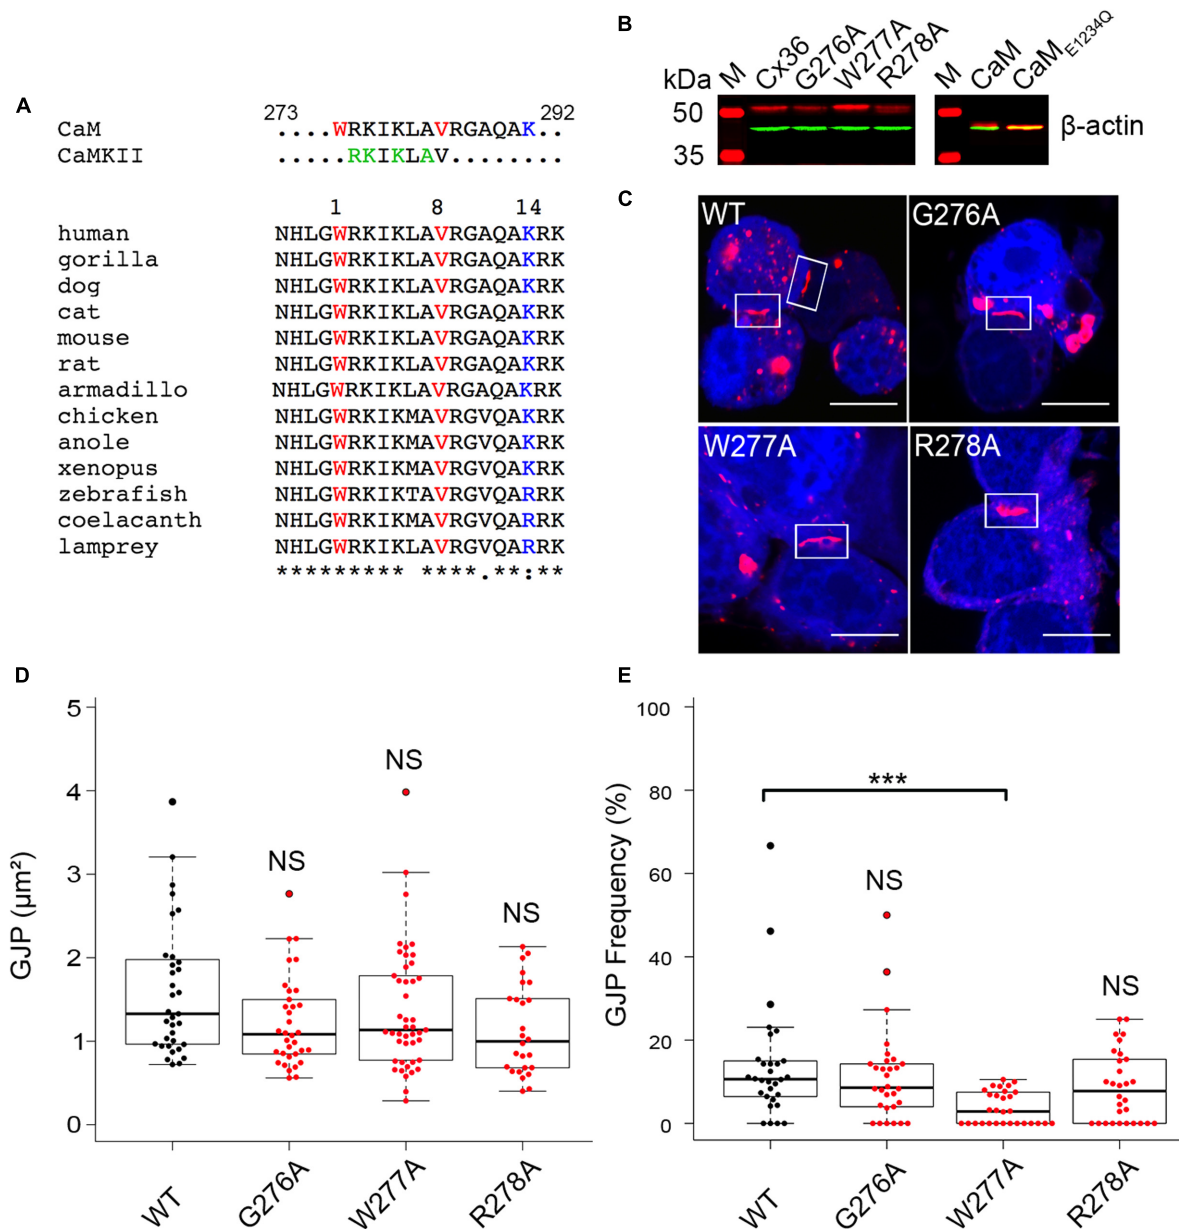 A
273 292
CaM ....WRKIKLAVRGAQAK..
CaMKII .....RKIKLAV........
1 8 14
human NHLGWRKIKLAVRGAQAKRK
gorilla NHLGWRKIKLAVRGAQAKRK
dog NHLGWRKIKLAVRGAQAKRK
cat NHLGWRKIKLAVRGAQAKRK
mouse NHLGWRKIKLAVRGAQAKRK
rat NHLGWRKIKLAVRGAQAKRK
armadillo NHLGWRKIKLAVRGAQAKRK
chicken NHLGWRKIKMAVRGVQAKRK
anole NHLGWRKIKMAVRGVQAKRK
xenopus NHLGWRKIKMAVRGVQAKRK
zebrafish NHLGWRKIKTAVRGVQARRK
coelacanth NHLGWRKIKMAVRGVQARRK
lamprey NHLGWRKIKLAVRGVQARRK
********* ****.**:**
B
kDa M Cx36 G276A W277A R278A M CaM CaM E1234Q
50
35
β-actin
C
WT G276A
W277A R278A
D
GJP (µm²)
5
4
3
2
1
0
NS
NS
NS
WT G276A W277A R278A
E
GJP Frequency (%)
100
80
60
40
20
0
***
NS
NS
WT G276A W277A R278A